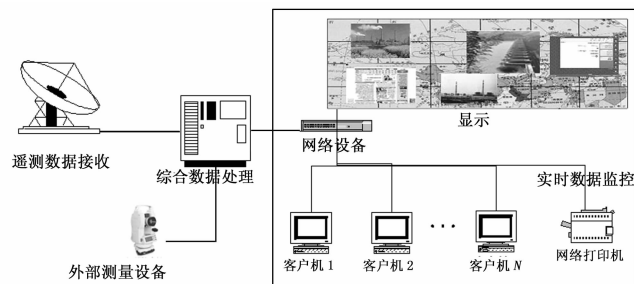 显示
遥测数据接收
综合数据处理
网络设备
实时数据监控
外部测量设备
客户机 1
客户机 2
客户机 N
网络打印机